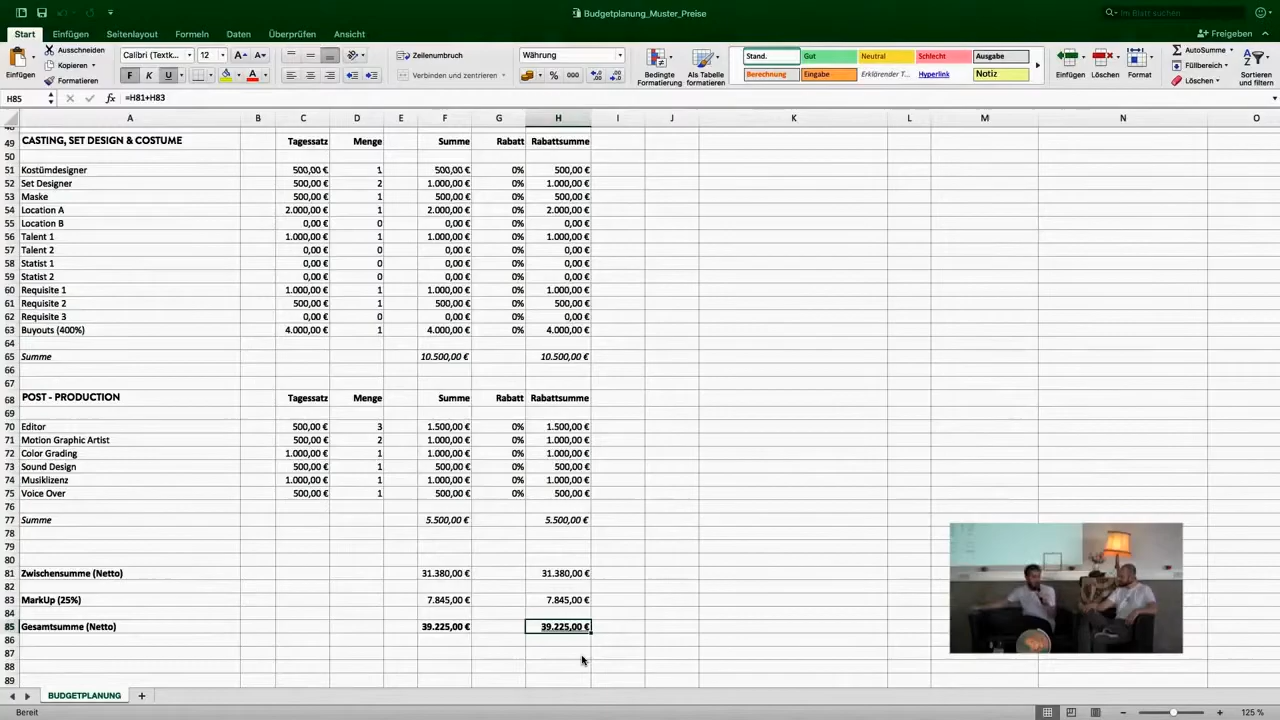 Budgetplanung_Muster_Preise
Im Blatt suchen
Start Einfügen Seitenlayout Formeln Daten Überprüfen Ansicht
Freigeben
Einfügen
Ausschneiden
Kopieren
Formatieren
Calibri (Textk... 12
F K U
Zeilenumbruch
Verbinden und zentrieren
Währung
% 000
Bedingte Formatierung
Als Tabelle formatieren
Stand. Gut Neutral Schlecht Ausgabe
Berechnung Eingabe Erklärender T... Hyperlink Notiz
Einfügen Löschen Format
AutoSumme
Füllbereich
Löschen
Sortieren und filtern
H85 fx =H81+H83
A B C D E F G H I J K L M N O
49 CASTING, SET DESIGN & COSTUME Tagessatz Menge Summe Rabatt Rabattsumme
50
51 Kostümdesigner 500,00 € 1 500,00 € 0% 500,00 €
52 Set Designer 500,00 € 2 1.000,00 € 0% 1.000,00 €
53 Maske 500,00 € 1 500,00 € 0% 500,00 €
54 Location A 2.000,00 € 1 2.000,00 € 0% 2.000,00 €
55 Location B 0,00 € 0 0,00 € 0% 0,00 €
56 Talent 1 1.000,00 € 1 1.000,00 € 0% 1.000,00 €
57 Talent 2 0,00 € 0 0,00 € 0% 0,00 €
58 Statist 1 0,00 € 0 0,00 € 0% 0,00 €
59 Statist 2 0,00 € 0 0,00 € 0% 0,00 €
60 Requisite 1 1.000,00 € 1 1.000,00 € 0% 1.000,00 €
61 Requisite 2 500,00 € 1 500,00 € 0% 500,00 €
62 Requisite 3 0,00 € 0 0,00 € 0% 0,00 €
63 Buyouts (400%) 4.000,00 € 1 4.000,00 € 0% 4.000,00 €
64
65 Summe 10.500,00 € 10.500,00 €
66
67
68 POST - PRODUCTION Tagessatz Menge Summe Rabatt Rabattsumme
69
70 Editor 500,00 € 3 1.500,00 € 0% 1.500,00 €
71 Motion Graphic Artist 500,00 € 2 1.000,00 € 0% 1.000,00 €
72 Color Grading 1.000,00 € 1 1.000,00 € 0% 1.000,00 €
73 Sound Design 500,00 € 1 500,00 € 0% 500,00 €
74 Musiklizenz 1.000,00 € 1 1.000,00 € 0% 1.000,00 €
75 Voice Over 500,00 € 1 500,00 € 0% 500,00 €
76
77 Summe 5.500,00 € 5.500,00 €
78
79
80
81 Zwischensumme (Netto) 31.380,00 € 31.380,00 €
82
83 MarkUp (25%) 7.845,00 € 7.845,00 €
84
85 Gesamtsumme (Netto) 39.225,00 € 39.225,00 €
86
87
88
89
BUDGETPLANUNG
Bereit
125 %